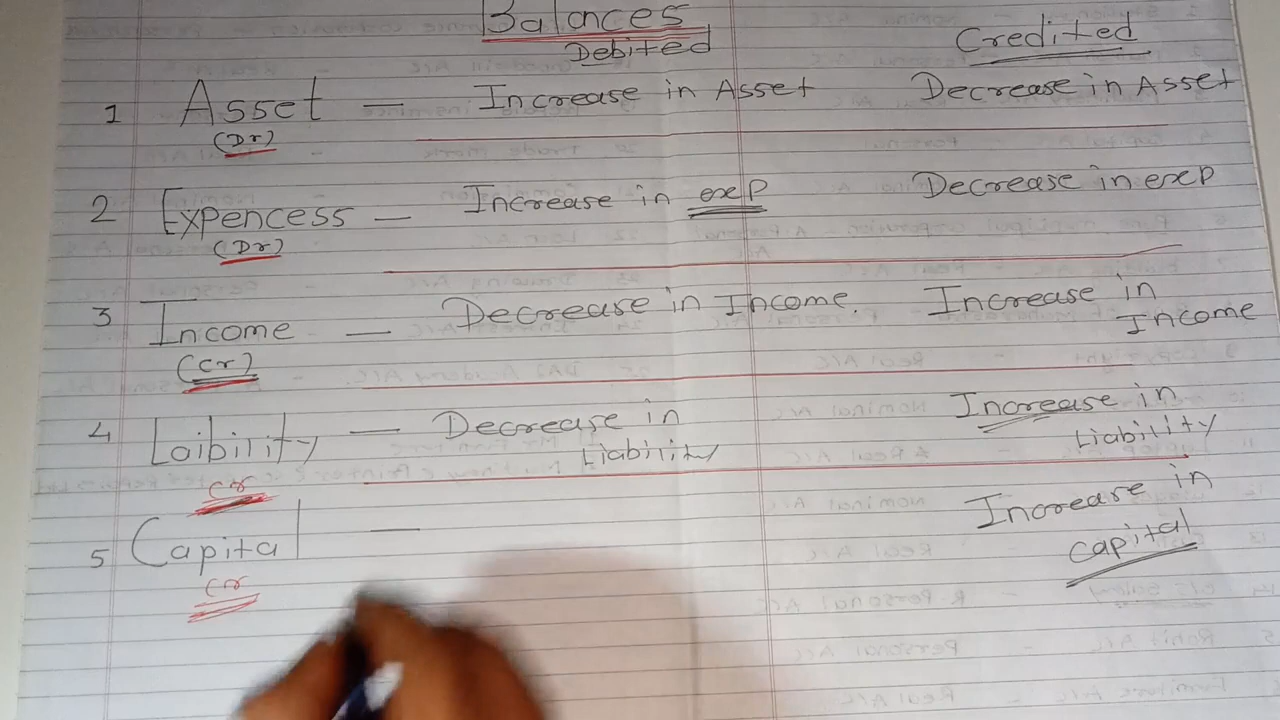 Balances
Debited Credited
1 Asset — Increase in Asset Decrease in Asset
(Dr)
2 Expencess — Increase in exp Decrease in exp
(Dr)
3 Income — Decrease in Income. Increase in
Income
(Cr)
4 Laibility — Decrease in Increase in
Liability Liability
Cr
5 Capital — Increase in
capital
Cr